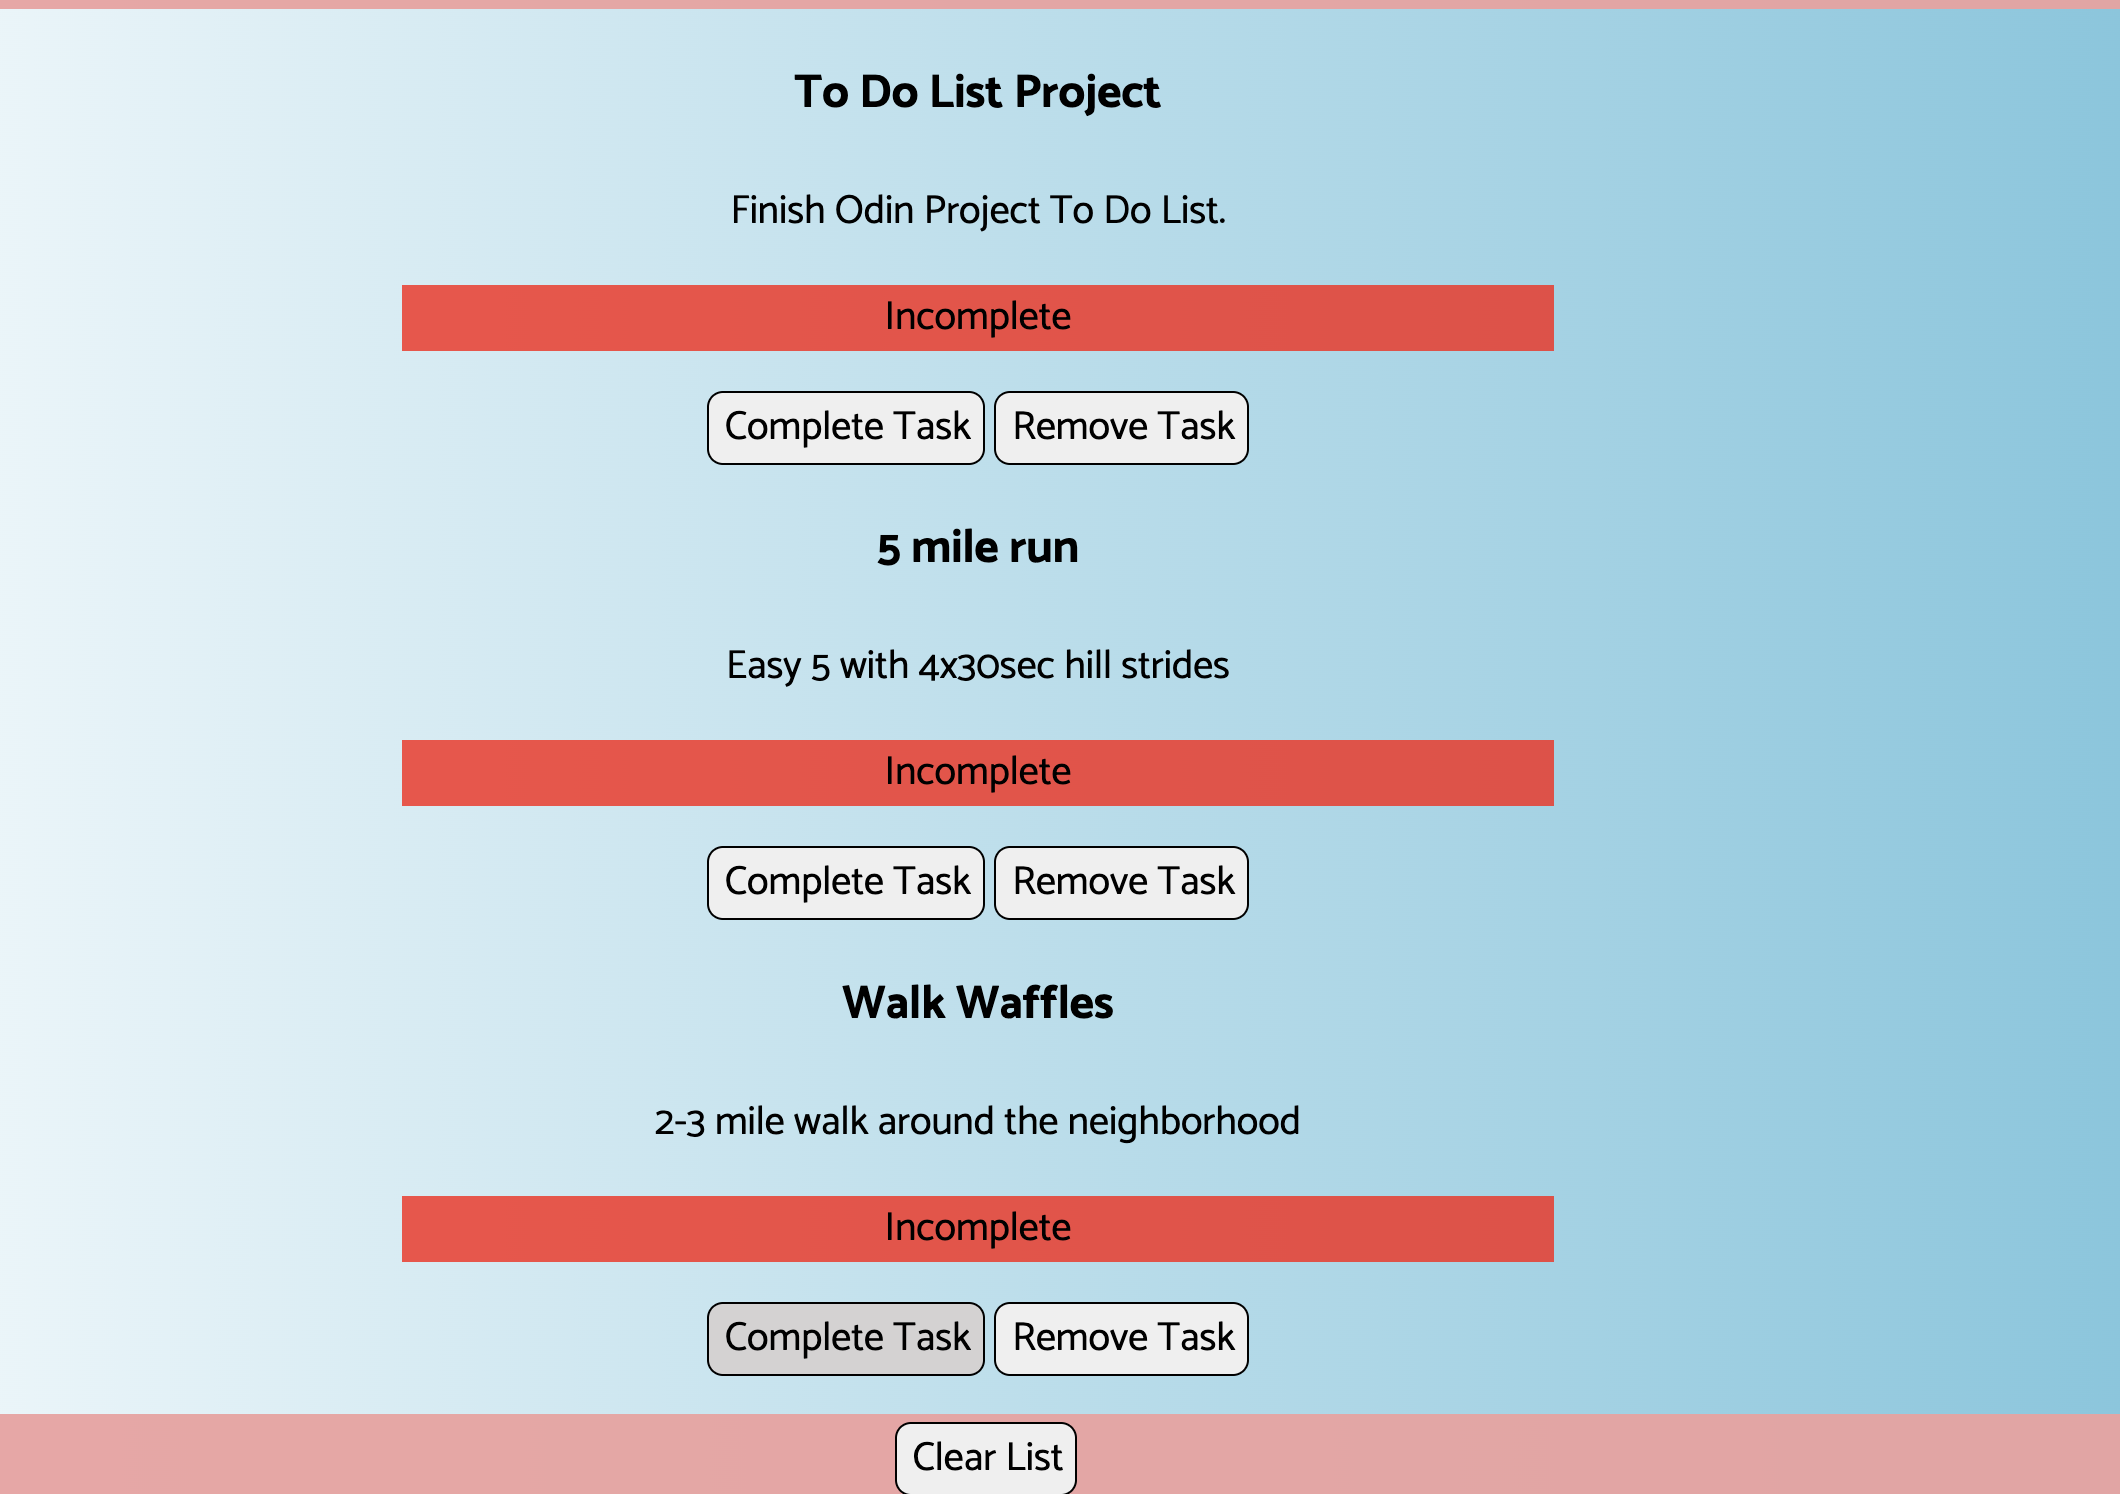 To Do List Project
Finish Odin Project To Do List.
Incomplete
Complete Task Remove Task
5 mile run
Easy 5 with 4x30sec hill strides
Incomplete
Complete Task Remove Task
Walk Waffles
2-3 mile walk around the neighborhood
Incomplete
Complete Task Remove Task
Clear List